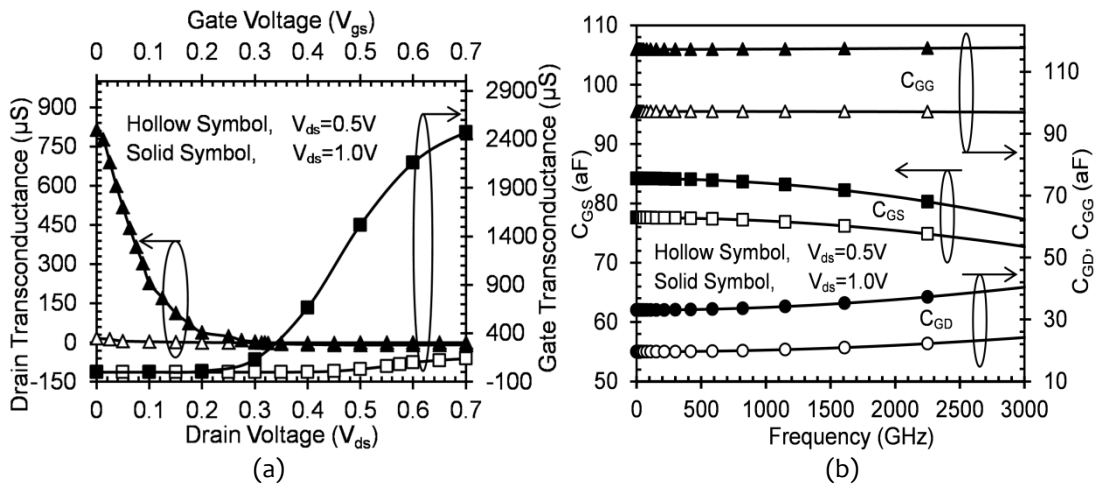 Gate Voltage (Vgs)
0 0.1 0.2 0.3 0.4 0.5 0.6 0.7
Drain Transconductance (µS)
900
750
600
450
300
150
0
-150
Hollow Symbol, Vds=0.5V
Solid Symbol, Vds=1.0V
2900
2400
1900
1400
900
400
-100
Gate Transconductance (µS)
0 0.1 0.2 0.3 0.4 0.5 0.6 0.7
Drain Voltage (Vds)
(a)
CGS (aF)
110
100
90
80
70
60
50
CGG
CGS
Hollow Symbol, Vds=0.5V
Solid Symbol, Vds=1.0V
CGD
110
90
70
50
30
10
CGD, CGG (aF)
0 500 1000 1500 2000 2500 3000
Frequency (GHz)
(b)